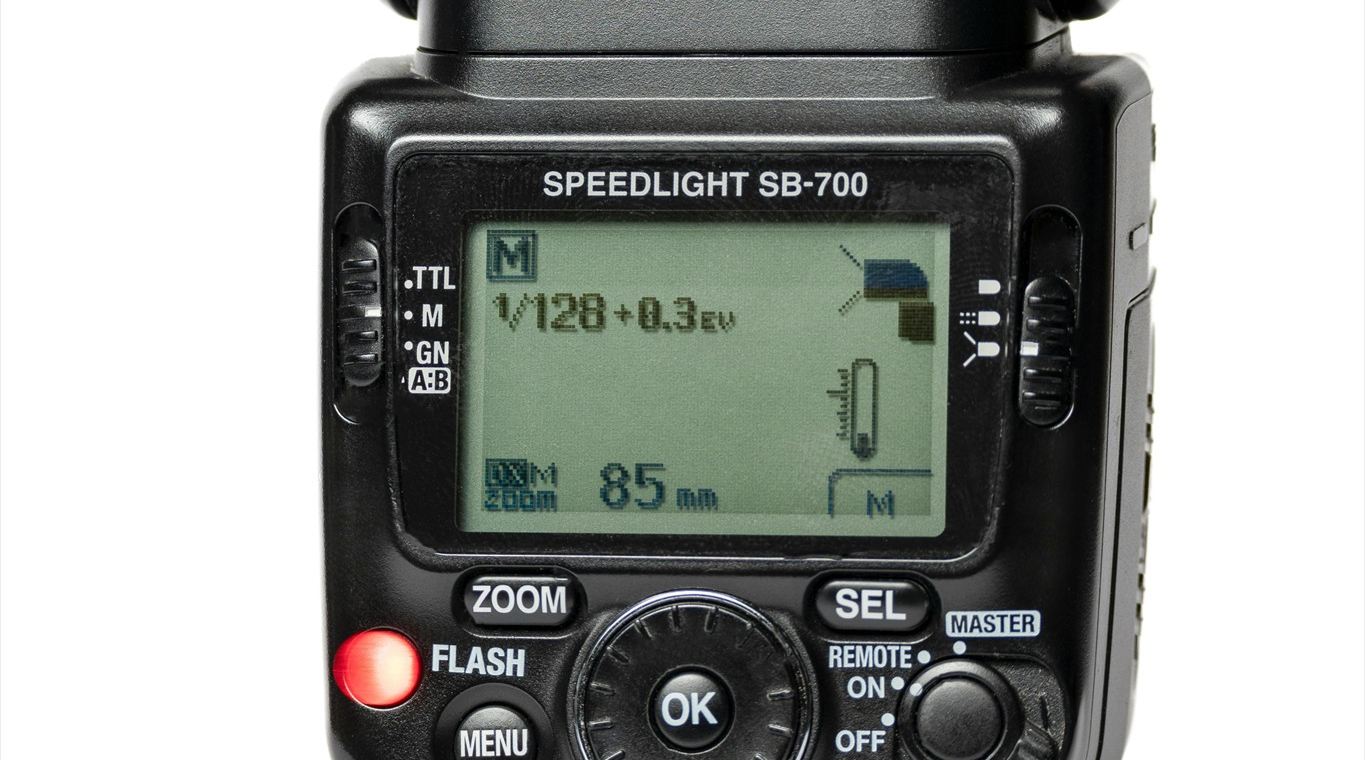 SPEEDLIGHT SB-700
M
TTL
M
GN
A:B
1/128 +0.3EV
M
zoom
85 mm
M
ZOOM
SEL
MASTER
FLASH
REMOTE
ON
OK
MENU
OFF